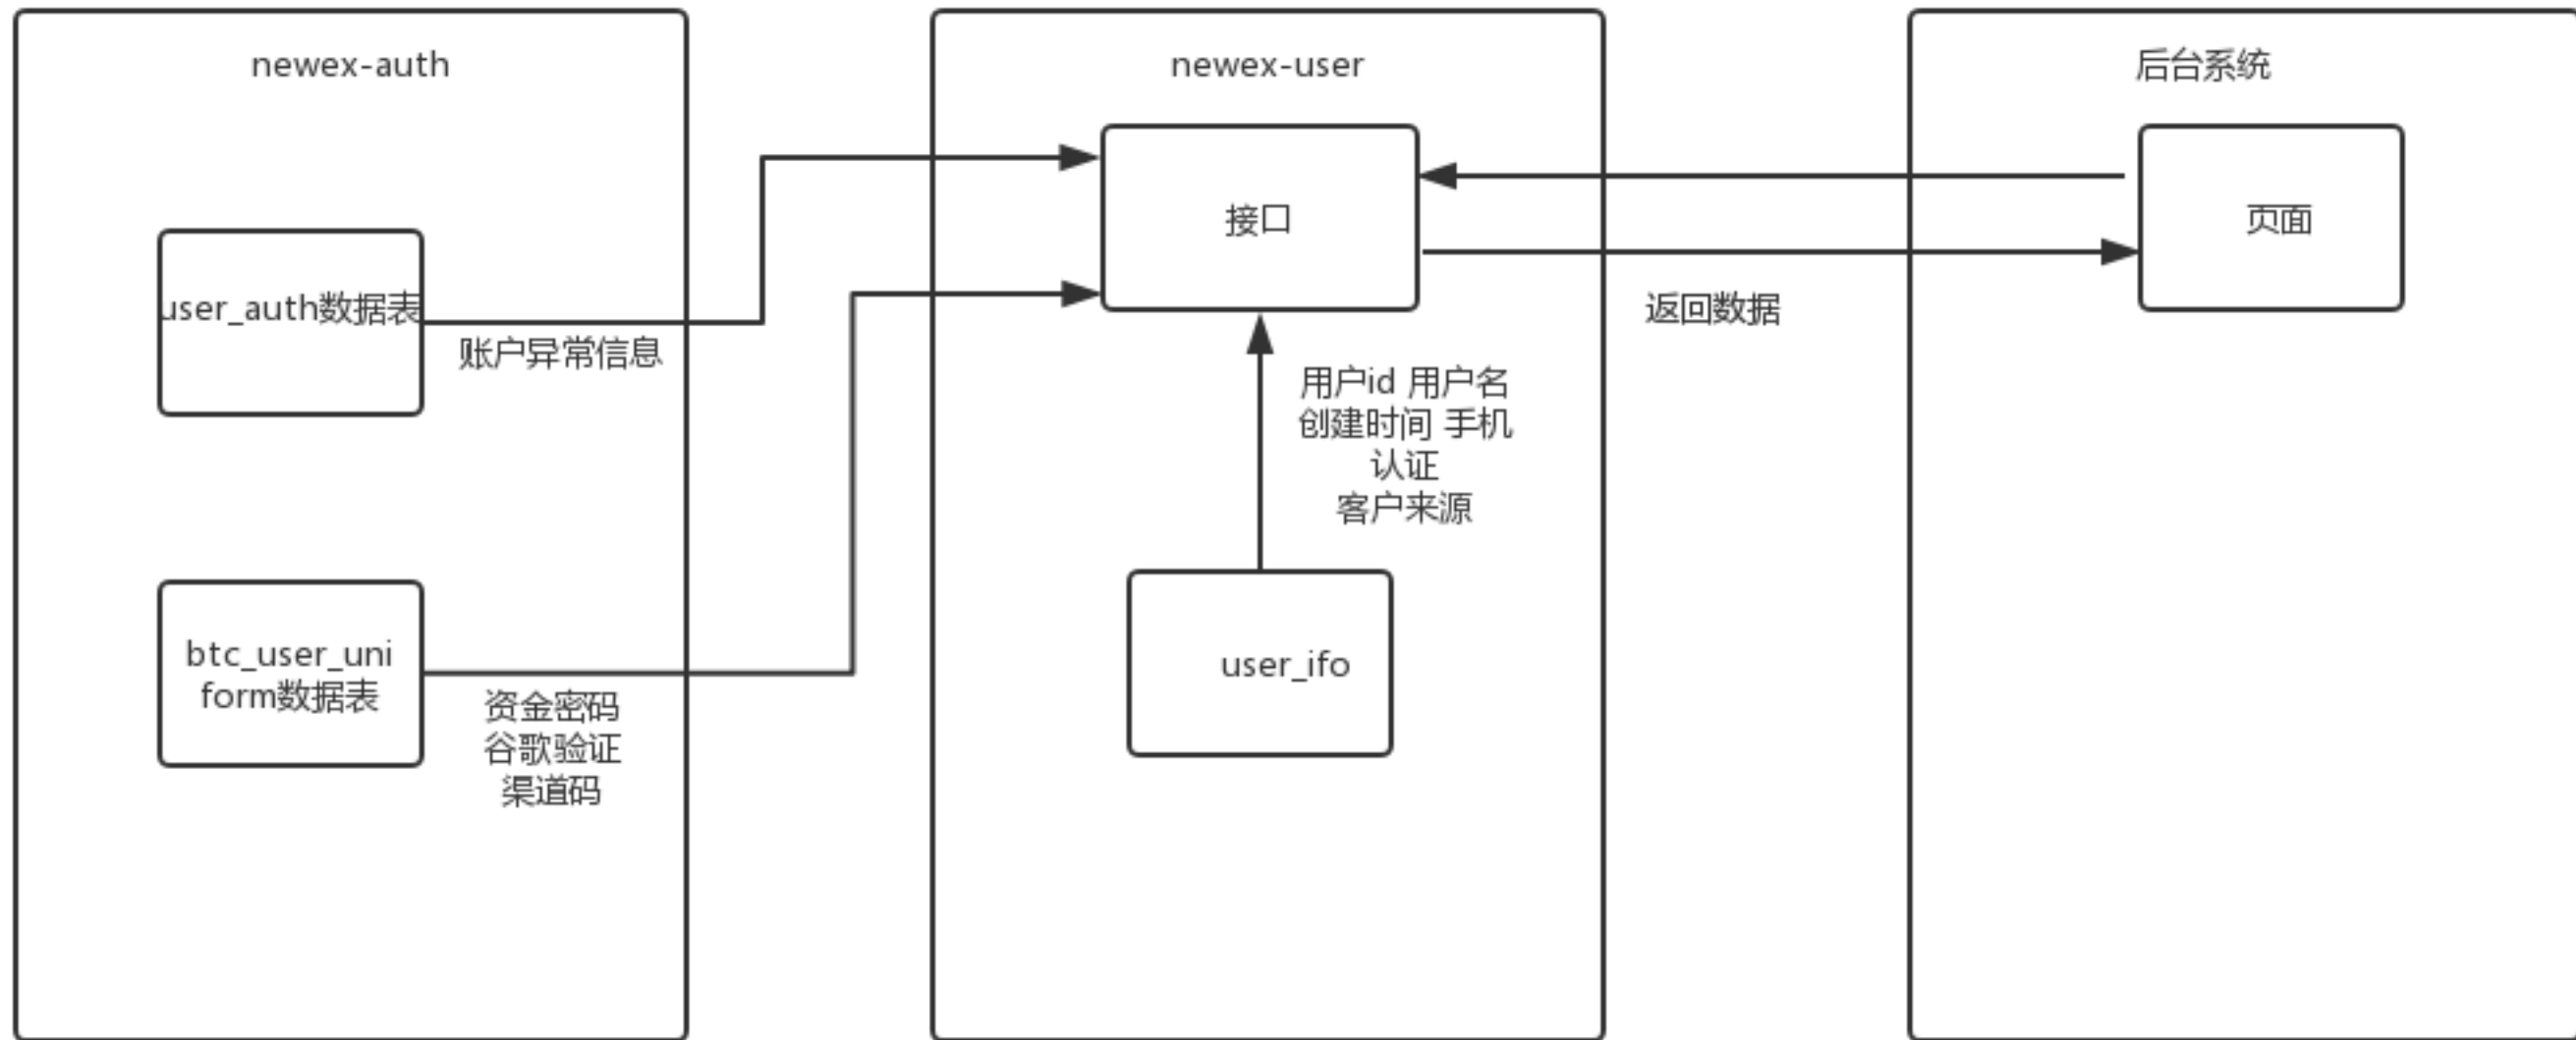 newex-auth
user_auth数据表
账户异常信息
btc_user_uni
form数据表
资金密码
谷歌验证
渠道码
newex-user
接口
用户id 用户名
创建时间 手机
认证
客户来源
user_ifo
返回数据
后台系统
页面